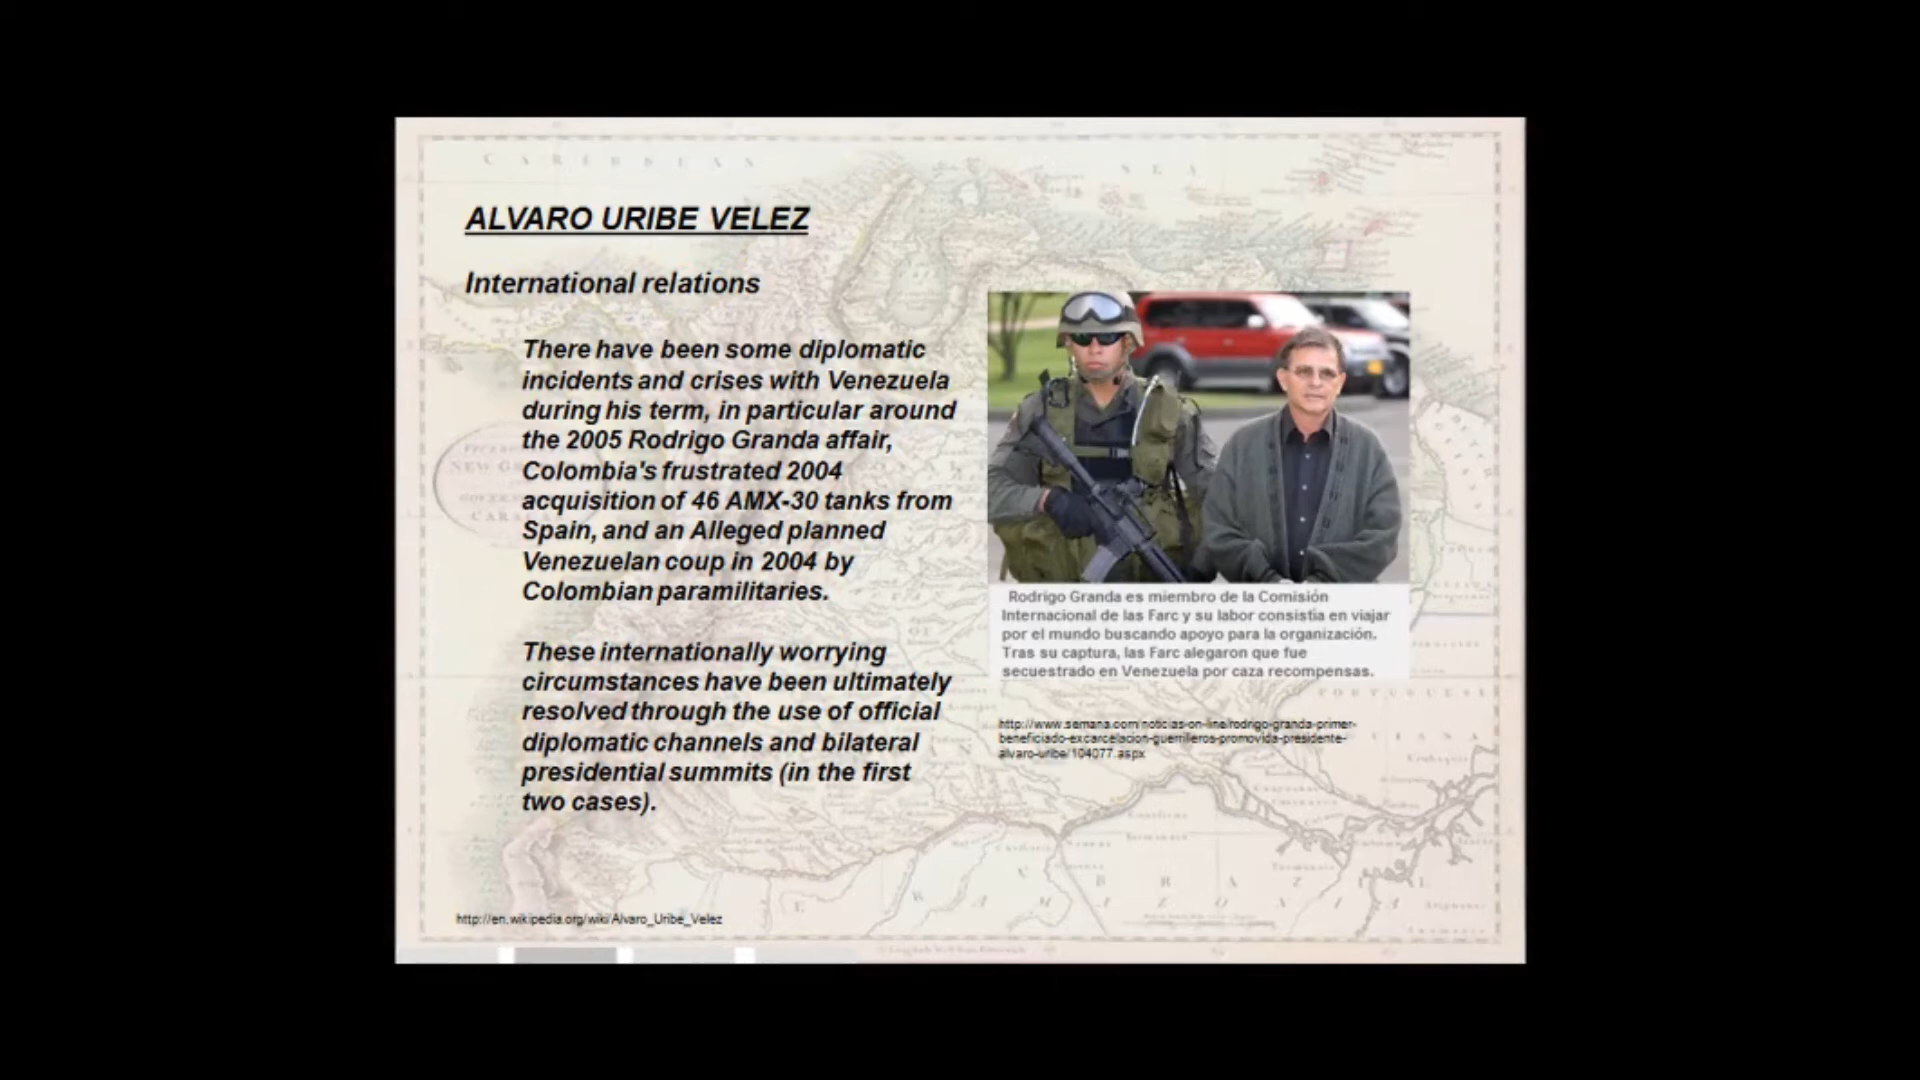 ALVARO URIBE VELEZ
International relations
There have been some diplomatic
incidents and crises with Venezuela
during his term, in particular around
the 2005 Rodrigo Granda affair,
Colombia's frustrated 2004
acquisition of 46 AMX-30 tanks from
Spain, and an Alleged planned
Venezuelan coup in 2004 by
Colombian paramilitaries.
These internationally worrying
circumstances have been ultimately
resolved through the use of official
diplomatic channels and bilateral
presidential summits (in the first
two cases).
http://en.wikipedia.org/wiki/Alvaro_Uribe_Velez
Rodrigo Granda es miembro de la Comisión
Internacional de las Farc y su labor consistía en viajar
por el mundo buscando apoyo para la organización.
Tras su captura, las Farc alegaron que fue
secuestrado en Venezuela por caza recompensas.
http://www.semana.com/noticias-on-line/rodrigo-granda-primer-
beneficiado-excarcelacion-guerrilleros-promovida-presidente-
alvaro-uribe/104077.aspx
CARIBBEAN
SEA